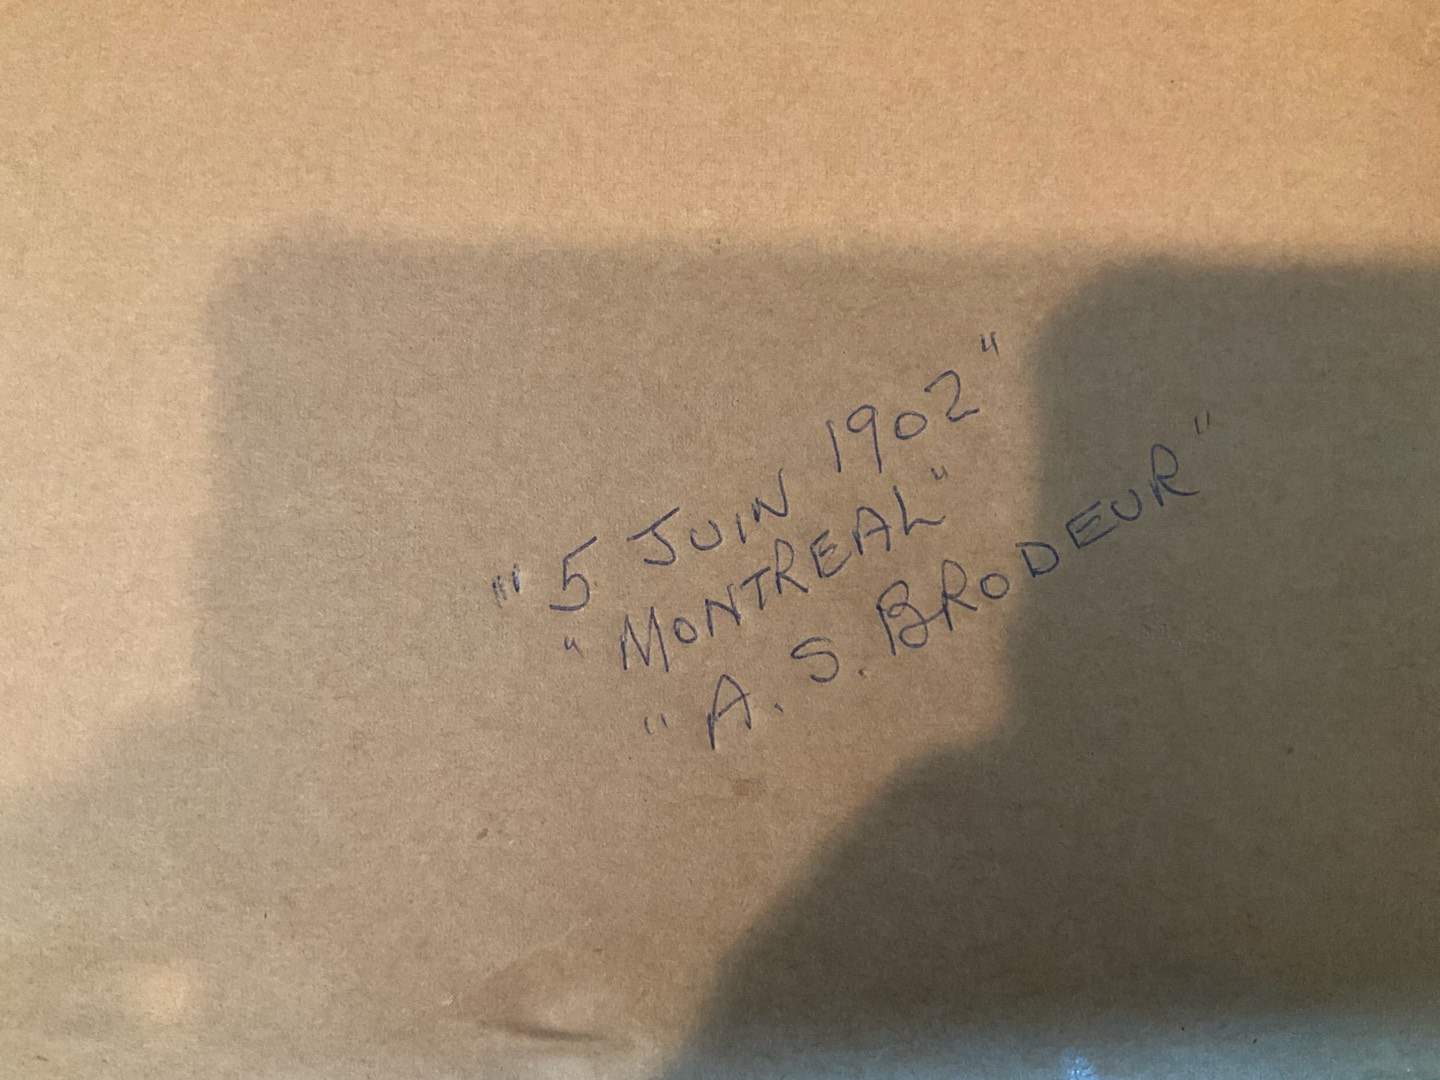 " 5 JUIN 1902 "
" MONTREAL "
" A. S. BRODEUR "